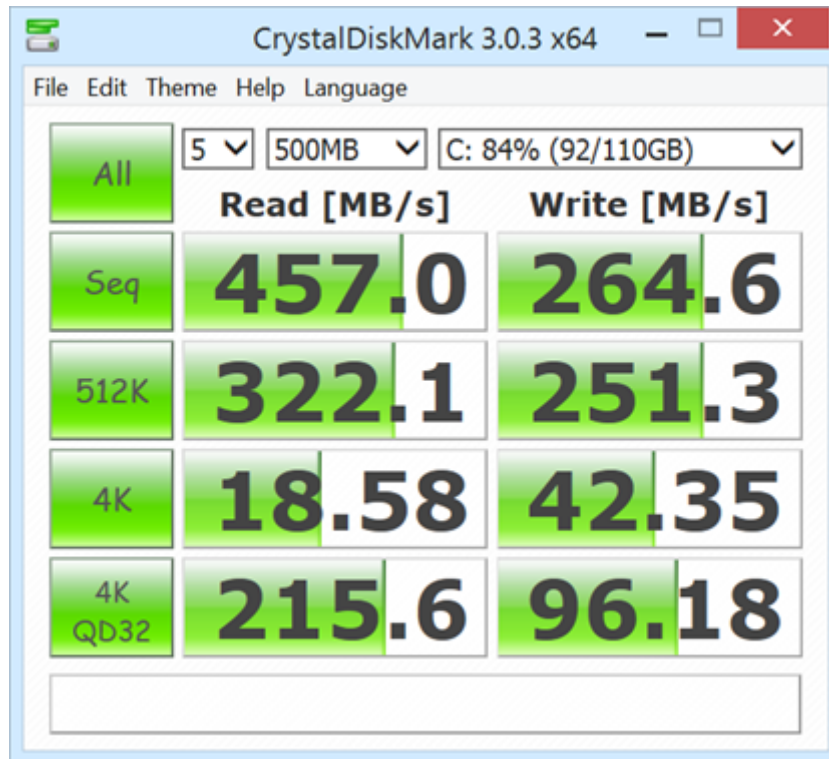 CrystalDiskMark 3.0.3 x64
File Edit Theme Help Language
All 5 500MB C: 84% (92/110GB)
Read [MB/s] Write [MB/s]
Seq 457.0 264.6
512K 322.1 251.3
4K 18.58 42.35
4K QD32 215.6 96.18